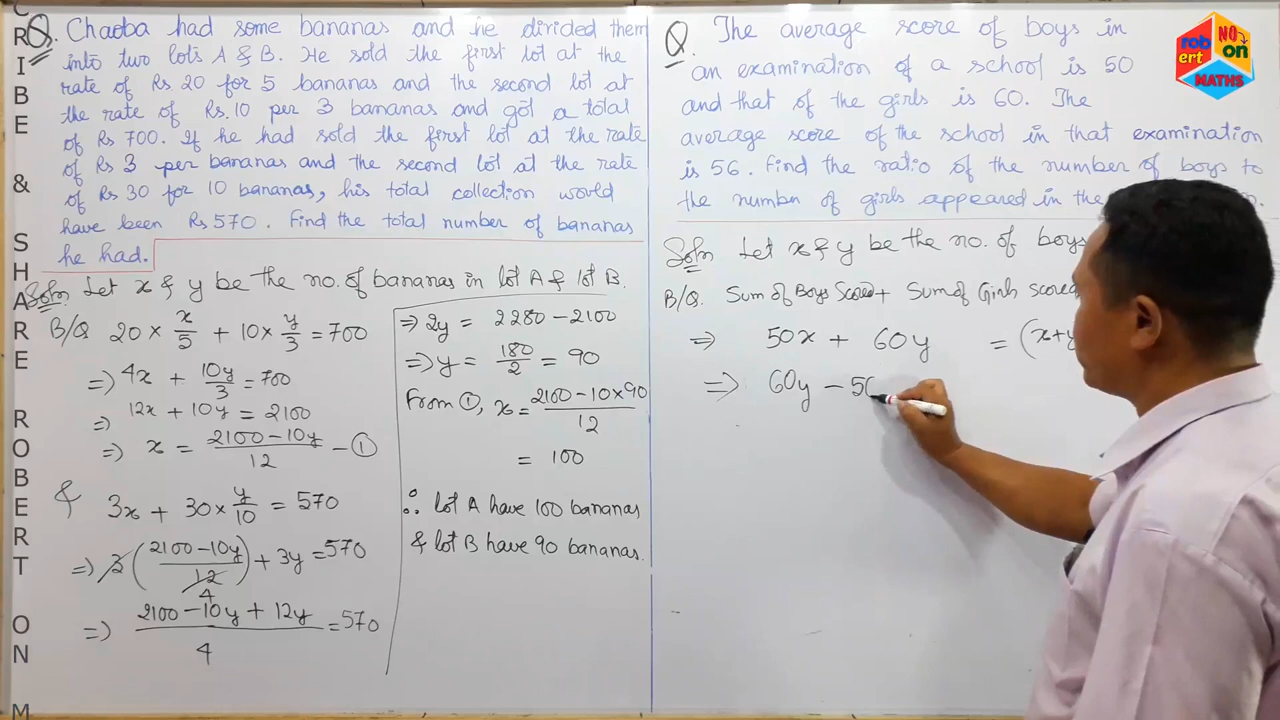 CRIBE & SHARE ROBERT ON M
Q. Chaoba had some bananas and he divided them
into two lots A & B. He sold the first lot at the
rate of Rs 20 for 5 bananas and the second lot at
the rate of Rs. 10 per 3 bananas and got a total
of Rs 700. If he had sold the first lot at the rate
of Rs 3 per bananas and the second lot at the rate
of Rs 30 for 10 bananas, his total collection would
have been Rs 570. Find the total number of bananas
he had.
Soln. Let x & y be the no. of bananas in lot A & lot B.
B/Q 20 × x/5 + 10 × y/3 = 700
=> 4x + 10y/3 = 700
=> 12x + 10y = 2100
=> x = (2100 - 10y)/12 - ①
& 3x + 30 × y/10 = 570
=> 3((2100 - 10y)/12) + 3y = 570
4
=> (2100 - 10y + 12y)/4 = 570
=> 2y = 2280 - 2100
=> y = 180/2 = 90
From ①, x = (2100 - 10 × 90)/12
= 100
∴ lot A have 100 bananas
& lot B have 90 bananas.
Q. The average score of boys in
an examination of a school is 50
and that of the girls is 60. The
average score of the school in that examination
is 56. Find the ratio of the number of boys to
the number of girls appeared in the
Soln Let x & y be the no. of boys
B/Q. Sum of Boys Scored + Sum of Girls scored
=> 50x + 60y = (x+y
=> 60y - 56
robert NO on
MATHS